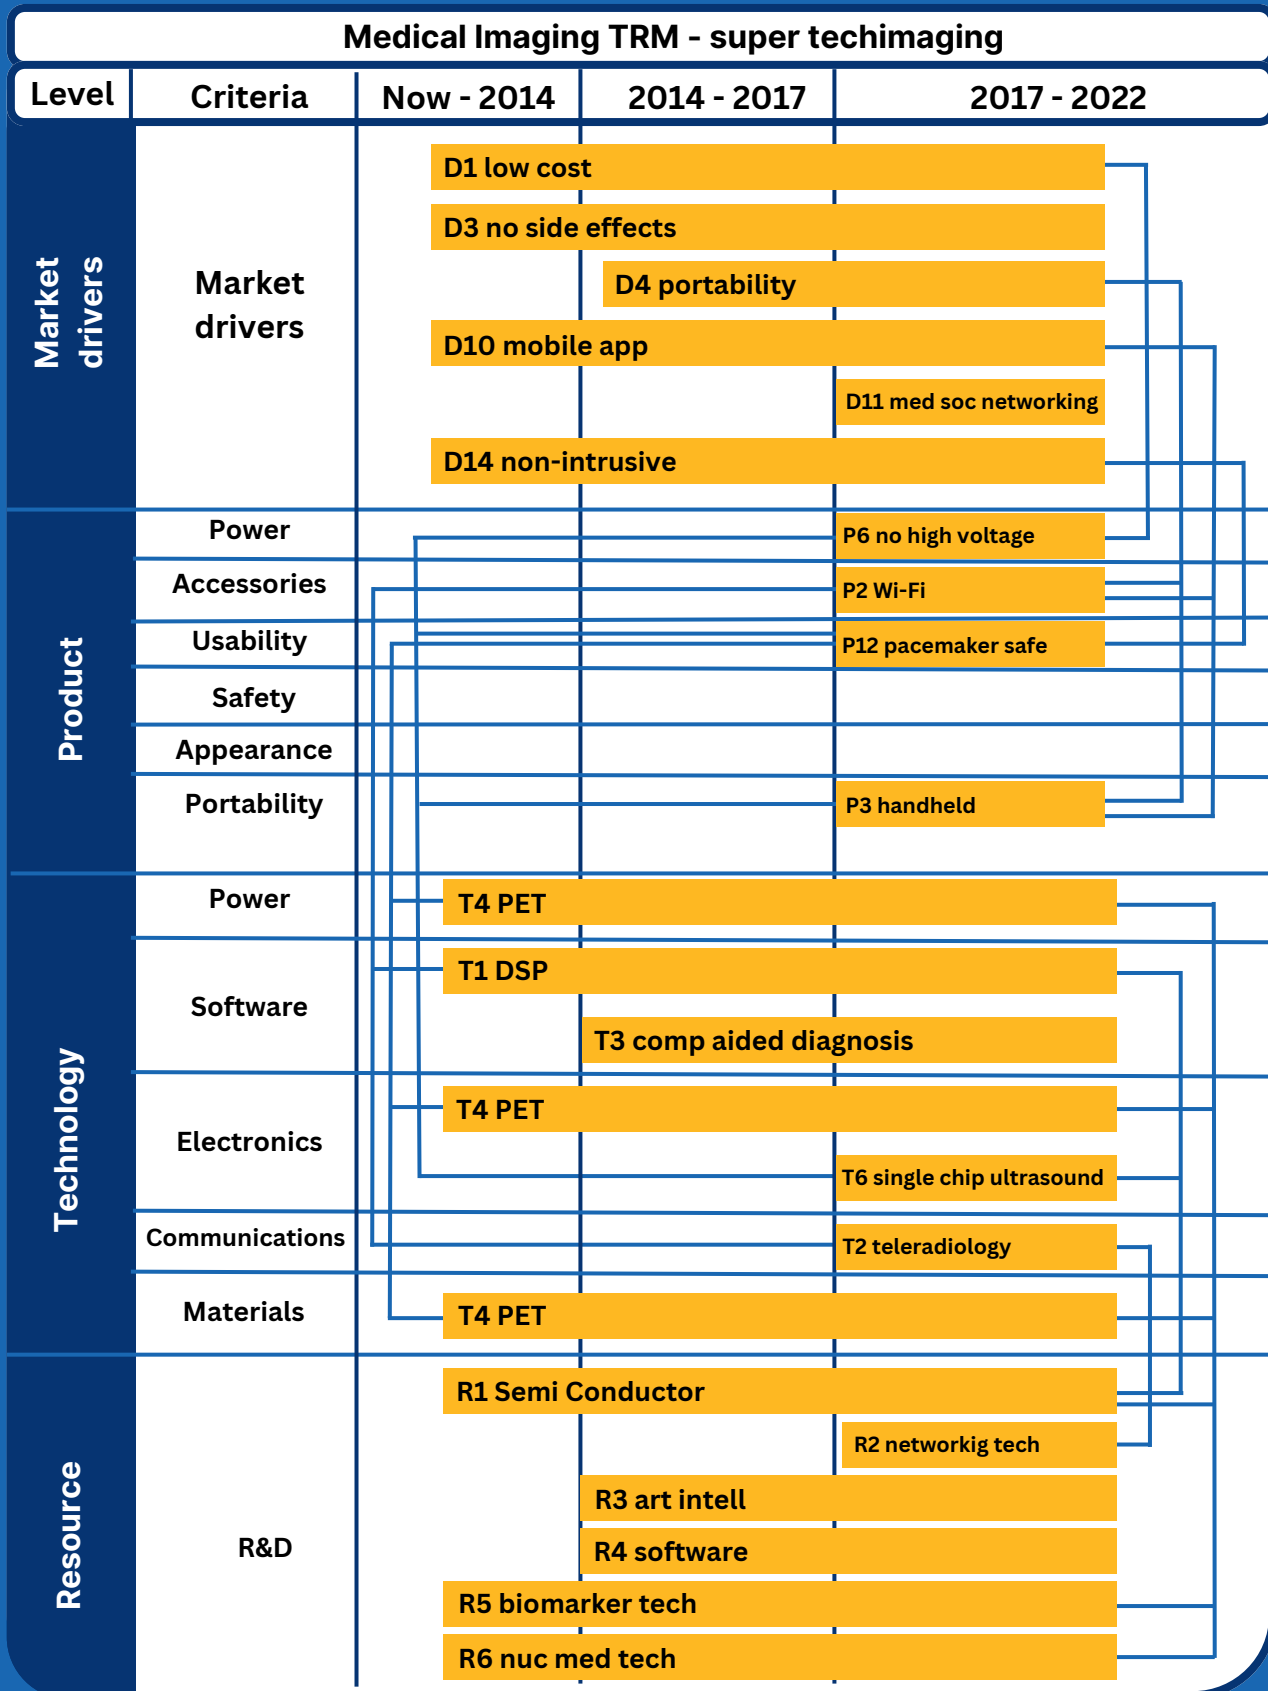 Medical Imaging TRM - super techimaging
Level
Criteria
Now - 2014
2014 - 2017
2017 - 2022
Market
drivers
Market
drivers
D1 low cost
D3 no side effects
D4 portability
D10 mobile app
D11 med soc networking
D14 non-intrusive
Product
Power
P6 no high voltage
Accessories
P2 Wi-Fi
Usability
P12 pacemaker safe
Safety
Appearance
Portability
P3 handheld
Technology
Power
T4 PET
Software
T1 DSP
T3 comp aided diagnosis
Electronics
T4 PET
T6 single chip ultrasound
Communications
T2 teleradiology
Materials
T4 PET
Resource
R&D
R1 Semi Conductor
R2 networkig tech
R3 art intell
R4 software
R5 biomarker tech
R6 nuc med tech